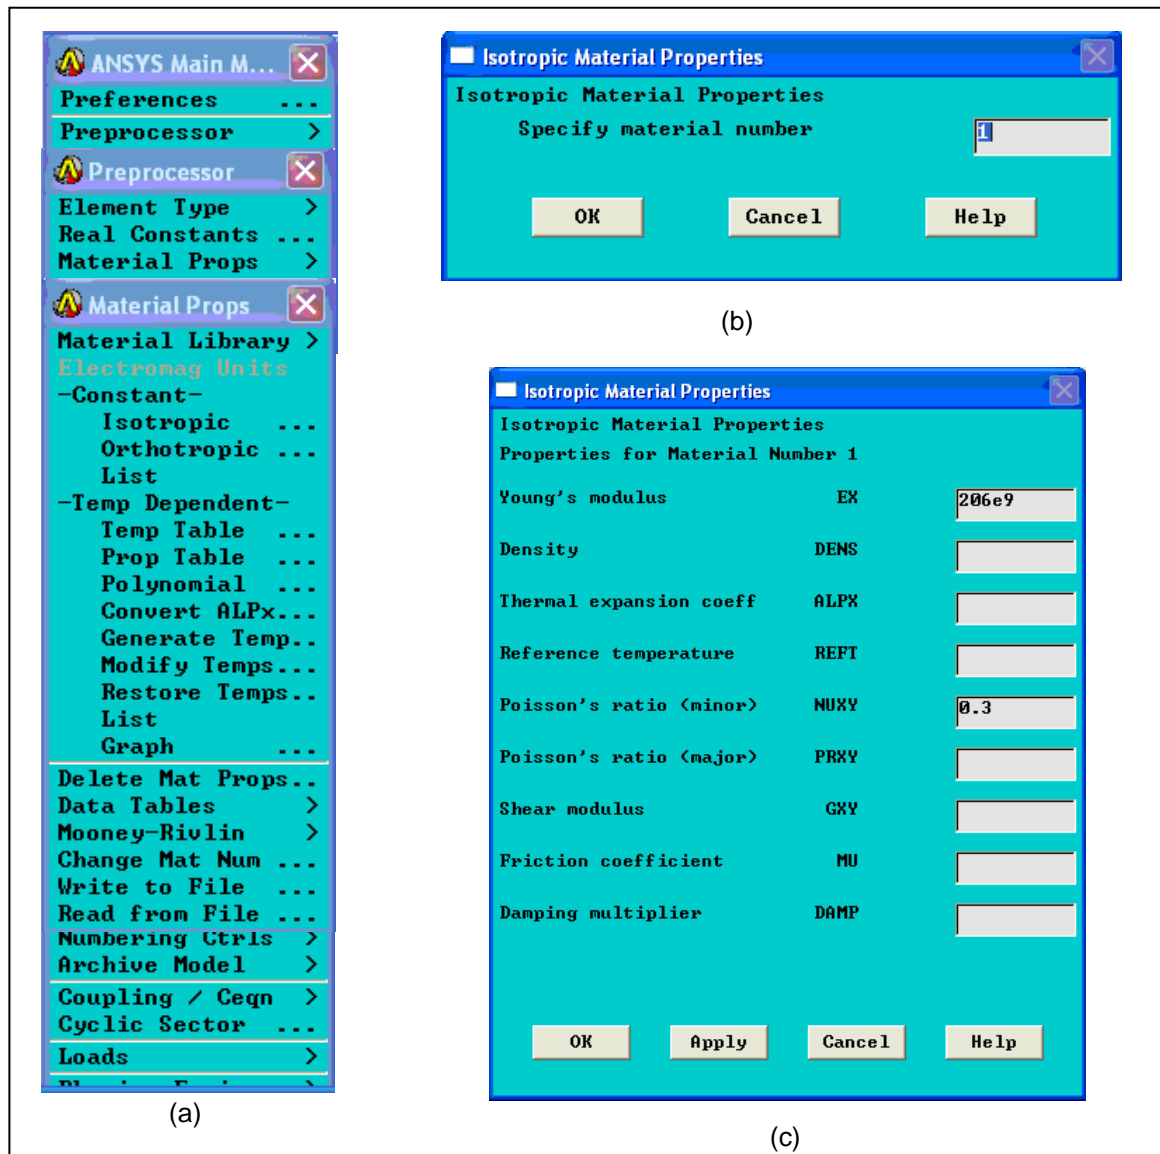 ANSYS Main M...
Preferences ...
Preprocessor >
Preprocessor
Element Type >
Real Constants ...
Material Props >
Material Props
Material Library >
Electromag Units
-Constant-
Isotropic ...
Orthotropic ...
List
-Temp Dependent-
Temp Table ...
Prop Table ...
Polynomial ...
Convert ALPx...
Generate Temp..
Modify Temps...
Restore Temps..
List
Graph ...
Delete Mat Props..
Data Tables >
Mooney-Rivlin >
Change Mat Num ...
Write to File ...
Read from File ...
Numbering Ctrls >
Archive Model >
Coupling / Ceqn >
Cyclic Sector ...
Loads >
(a)
Isotropic Material Properties
Isotropic Material Properties
Specify material number 1
OK Cancel Help
(b)
Isotropic Material Properties
Isotropic Material Properties
Properties for Material Number 1
Young's modulus EX 206e9
Density DENS
Thermal expansion coeff ALPX
Reference temperature REFT
Poisson's ratio (minor) NUXY 0.3
Poisson's ratio (major) PRXY
Shear modulus GXY
Friction coefficient MU
Damping multiplier DAMP
OK Apply Cancel Help
(c)